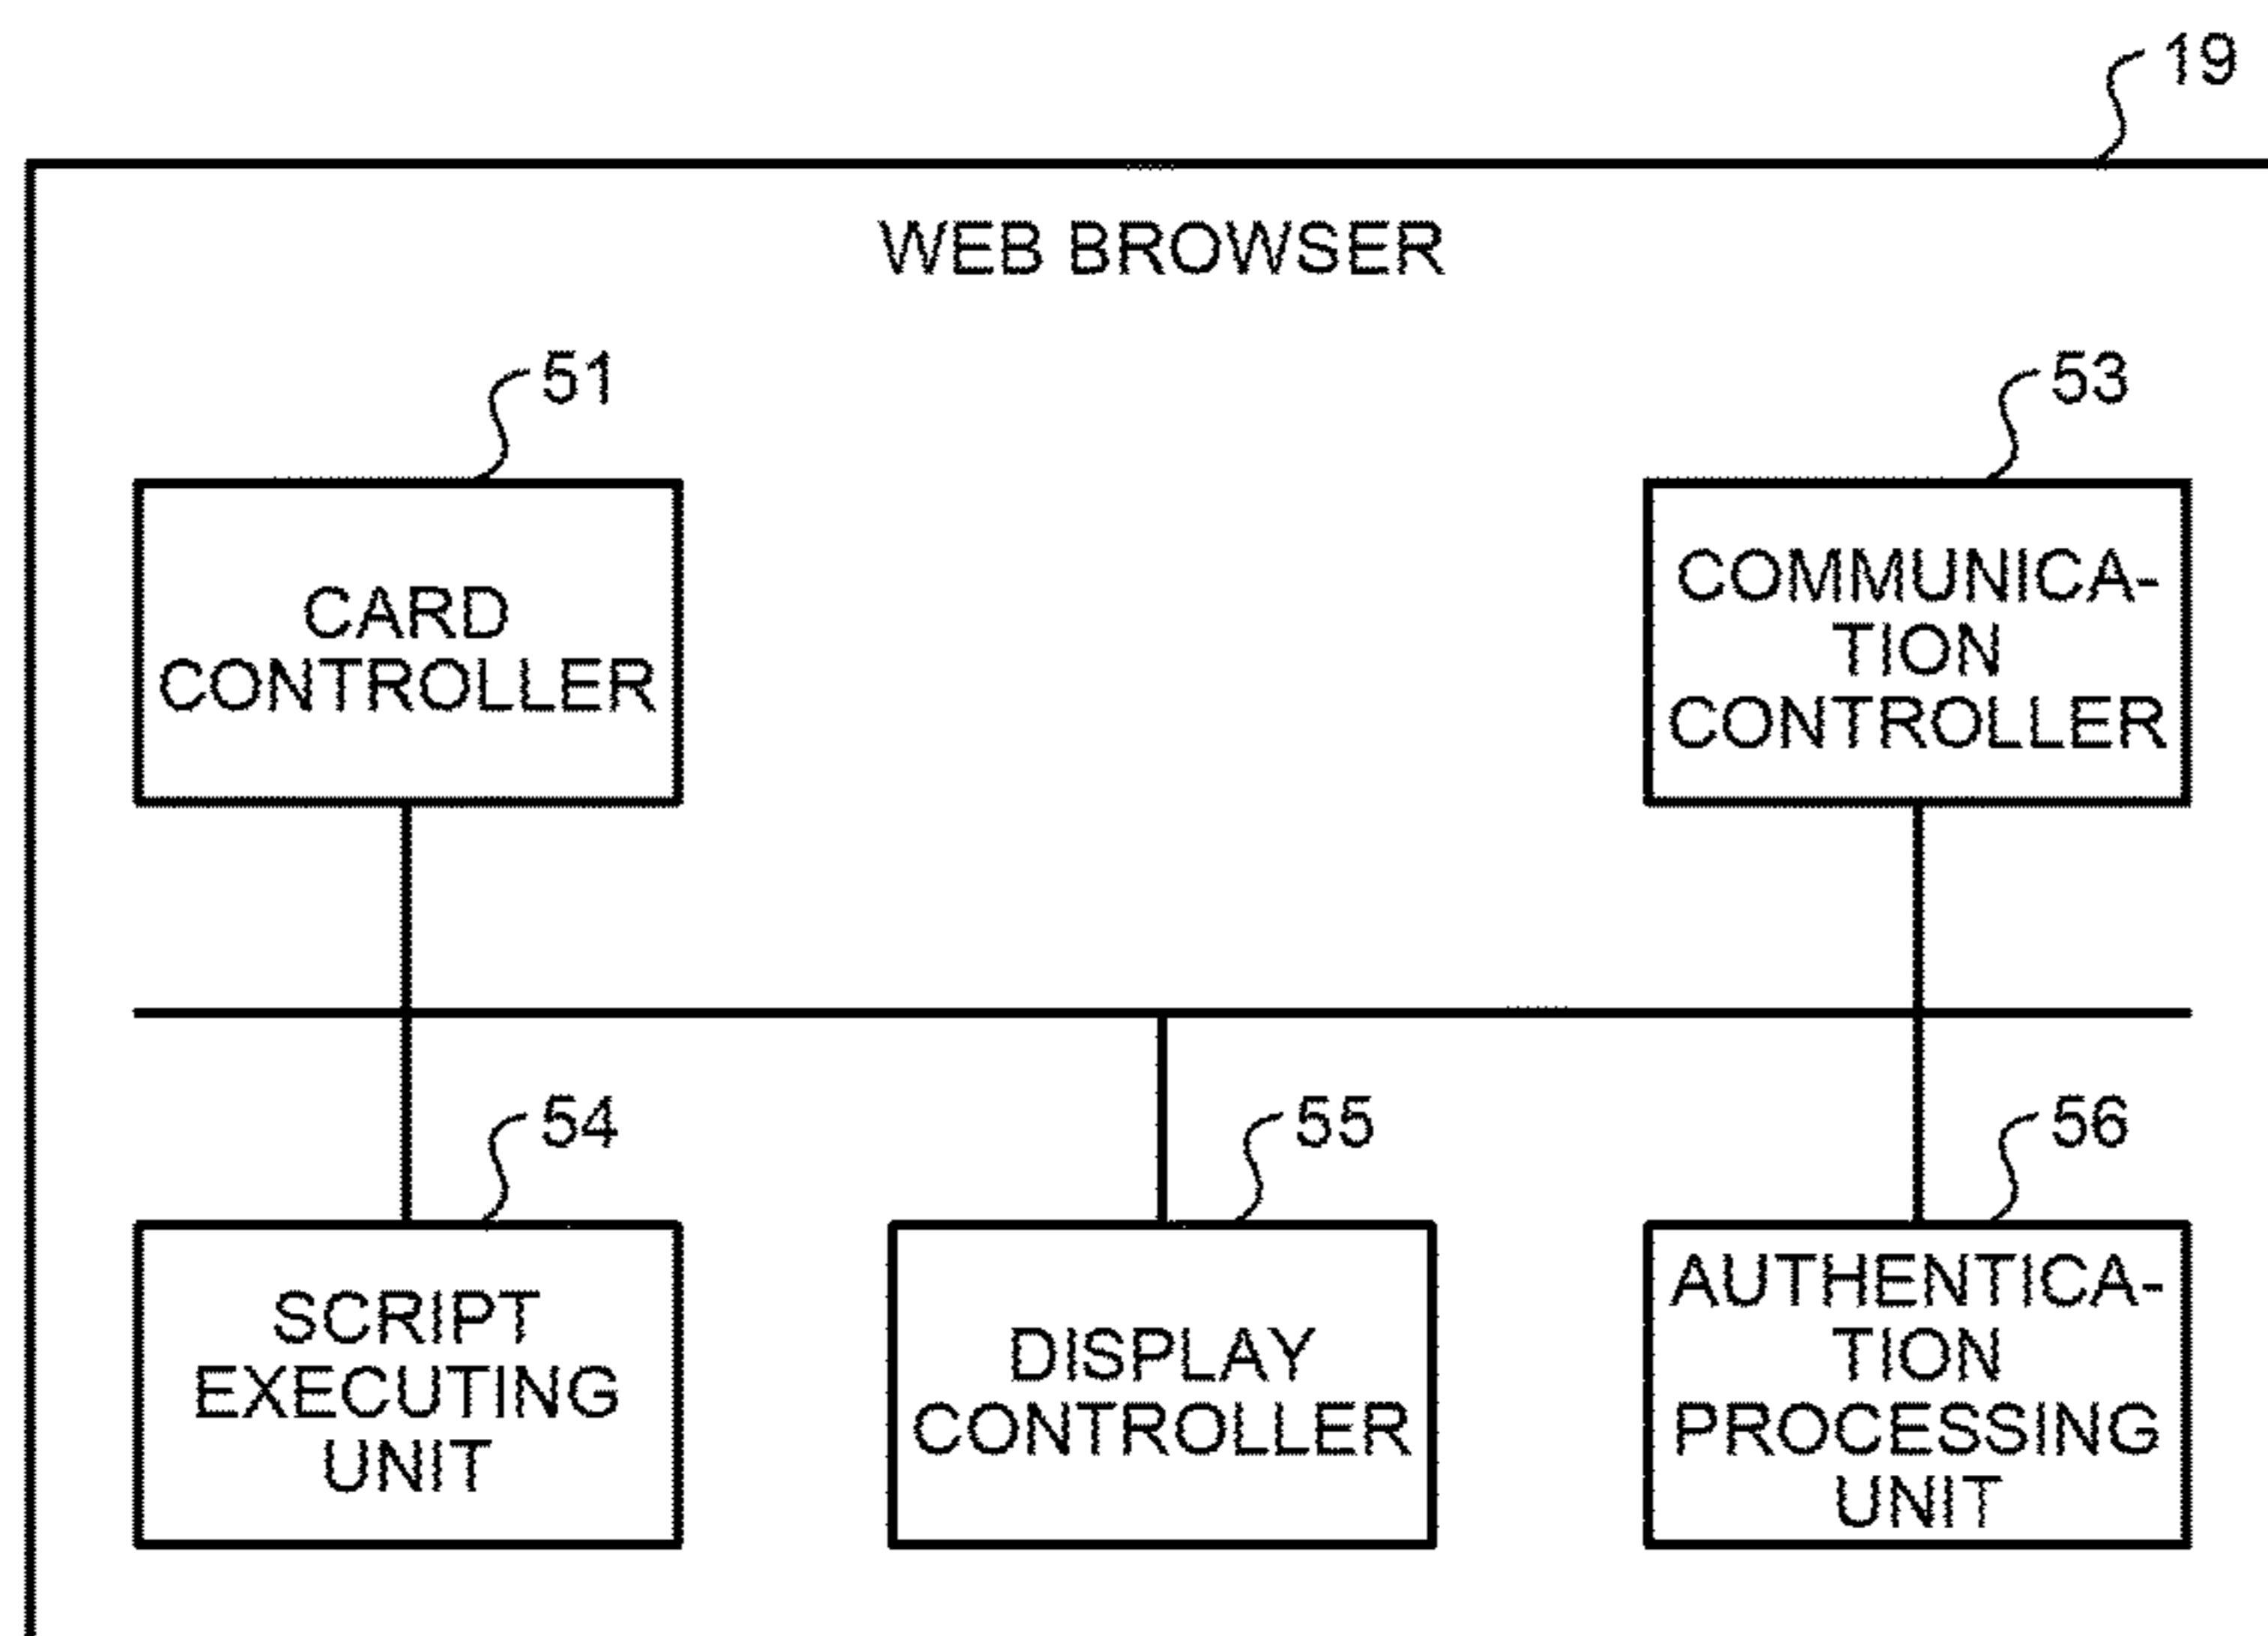 19
WEB BROWSER
51
53
CARD
CONTROLLER
COMMUNICA-
TION
CONTROLLER
54
55
56
SCRIPT
EXECUTING
UNIT
DISPLAY
CONTROLLER
AUTHENTICA-
TION
PROCESSING
UNIT